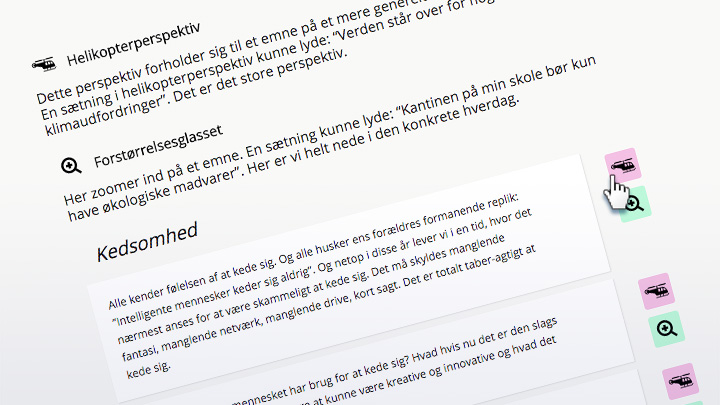 Helikopterperspektiv
Dette perspektiv forholder sig til et emne på et mere
En sætning i helikopterperspektiv kunne lyde: “Verden står over for
klimaudfordringer”. Det er det store perspektiv.
Forstørrelsesglasset
Her zoomer ind på et emne. En sætning kunne lyde: “Kantinen på min skole bør kun
have økologiske madvarer”. Her er vi helt nede i den konkrete hverdag.
Kedsomhed
Alle kender følelsen af at kede sig. Og alle husker ens forældres formanende replik:
“Intelligente mennesker keder sig aldrig”. Og netop i disse år lever vi i en tid, hvor det
nærmest anses for at være skammeligt at kede sig. Det må skyldes manglende
fantasi, manglende netværk, manglende drive, kort sagt. Det er totalt taber-agtigt at
kede sig.
mennesket har brug for at kede sig? Hvad hvis nu det er den slags
at kunne være kreative og innovative og hvad det